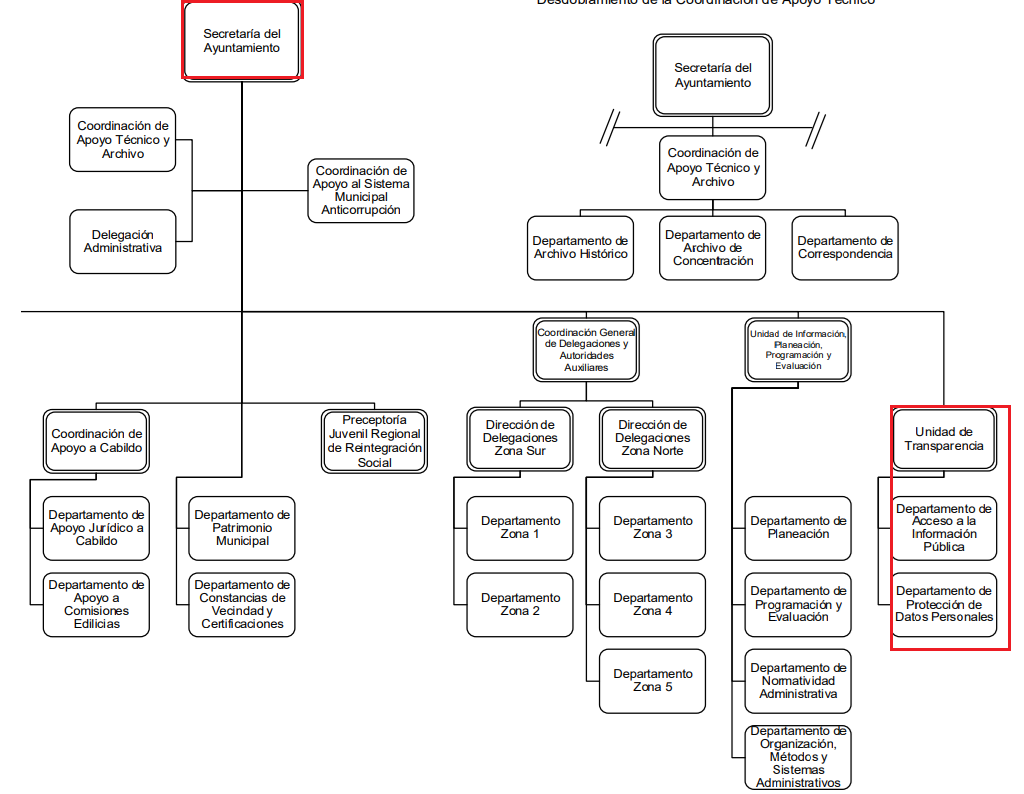 Desdoblamiento de la Coordinación de Apoyo Técnico
Secretaría del
Ayuntamiento
Secretaría del
Ayuntamiento
Coordinación de
Apoyo Técnico y
Archivo
Coordinación de
Apoyo al Sistema
Municipal
Anticorrupción
Delegación
Administrativa
Coordinación de
Apoyo Técnico y
Archivo
Departamento de
Archivo Histórico
Departamento de
Archivo de
Concentración
Departamento de
Correspondencia
Coordinación General
de Delegaciones y
Autoridades
Auxiliares
Unidad de Información,
Planeación,
Programación y
Evaluación
Coordinación de
Apoyo a Cabildo
Preceptoría
Juvenil Regional
de Reintegración
Social
Dirección de
Delegaciones
Zona Sur
Dirección de
Delegaciones
Zona Norte
Unidad de
Transparencia
Departamento de
Apoyo Jurídico a
Cabildo
Departamento de
Patrimonio
Municipal
Departamento
Zona 1
Departamento
Zona 3
Departamento de
Planeación
Departamento de
Acceso a la
Información
Pública
Departamento de
Apoyo a
Comisiones
Edilicias
Departamento de
Constancias de
Vecindad y
Certificaciones
Departamento
Zona 2
Departamento
Zona 4
Departamento de
Programación y
Evaluación
Departamento de
Protección de
Datos Personales
Departamento
Zona 5
Departamento de
Normatividad
Administrativa
Departamento de
Organización,
Métodos y
Sistemas
Administrativos